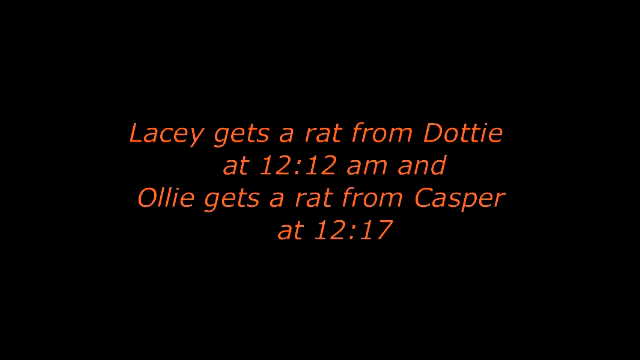 Lacey gets a rat from Dottie
at 12:12 am and
Ollie gets a rat from Casper
at 12:17